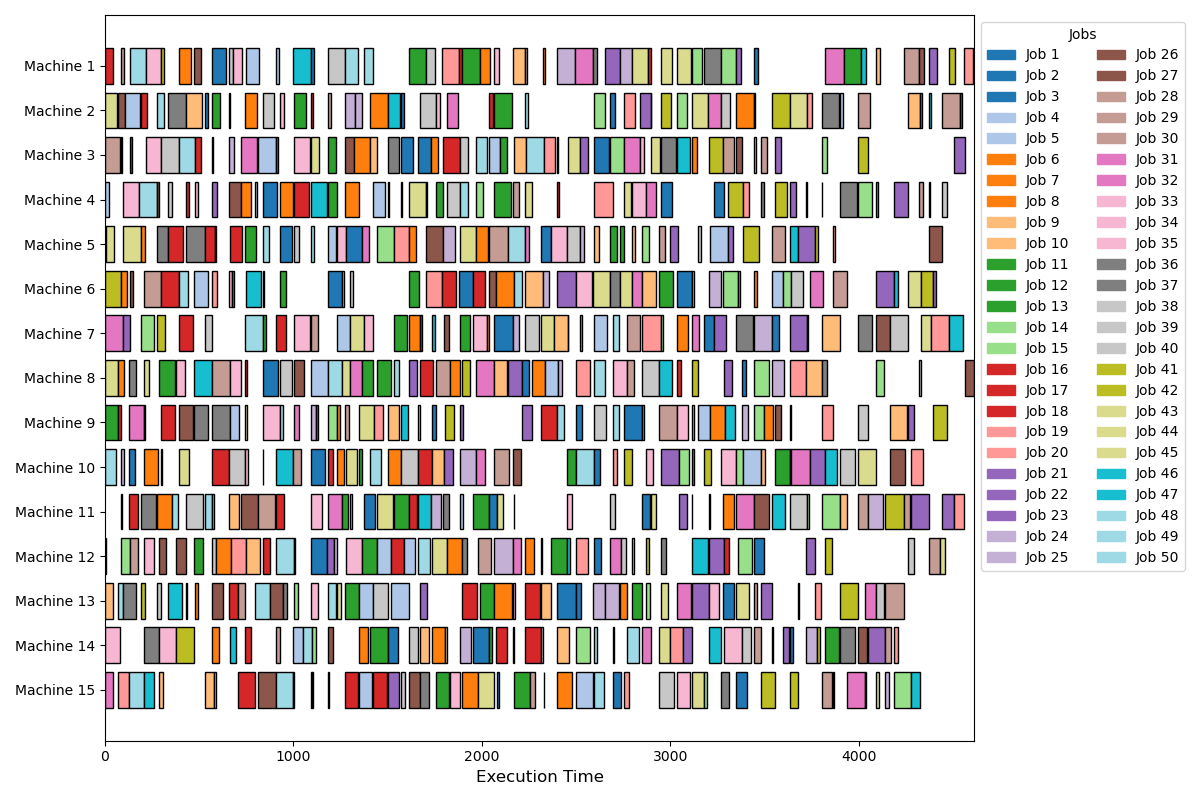 Machine 1
Machine 2
Machine 3
Machine 4
Machine 5
Machine 6
Machine 7
Machine 8
Machine 9
Machine 10
Machine 11
Machine 12
Machine 13
Machine 14
Machine 15
0 1000 2000 3000 4000
Execution Time
Jobs
Job 1
Job 2
Job 3
Job 4
Job 5
Job 6
Job 7
Job 8
Job 9
Job 10
Job 11
Job 12
Job 13
Job 14
Job 15
Job 16
Job 17
Job 18
Job 19
Job 20
Job 21
Job 22
Job 23
Job 24
Job 25
Job 26
Job 27
Job 28
Job 29
Job 30
Job 31
Job 32
Job 33
Job 34
Job 35
Job 36
Job 37
Job 38
Job 39
Job 40
Job 41
Job 42
Job 43
Job 44
Job 45
Job 46
Job 47
Job 48
Job 49
Job 50